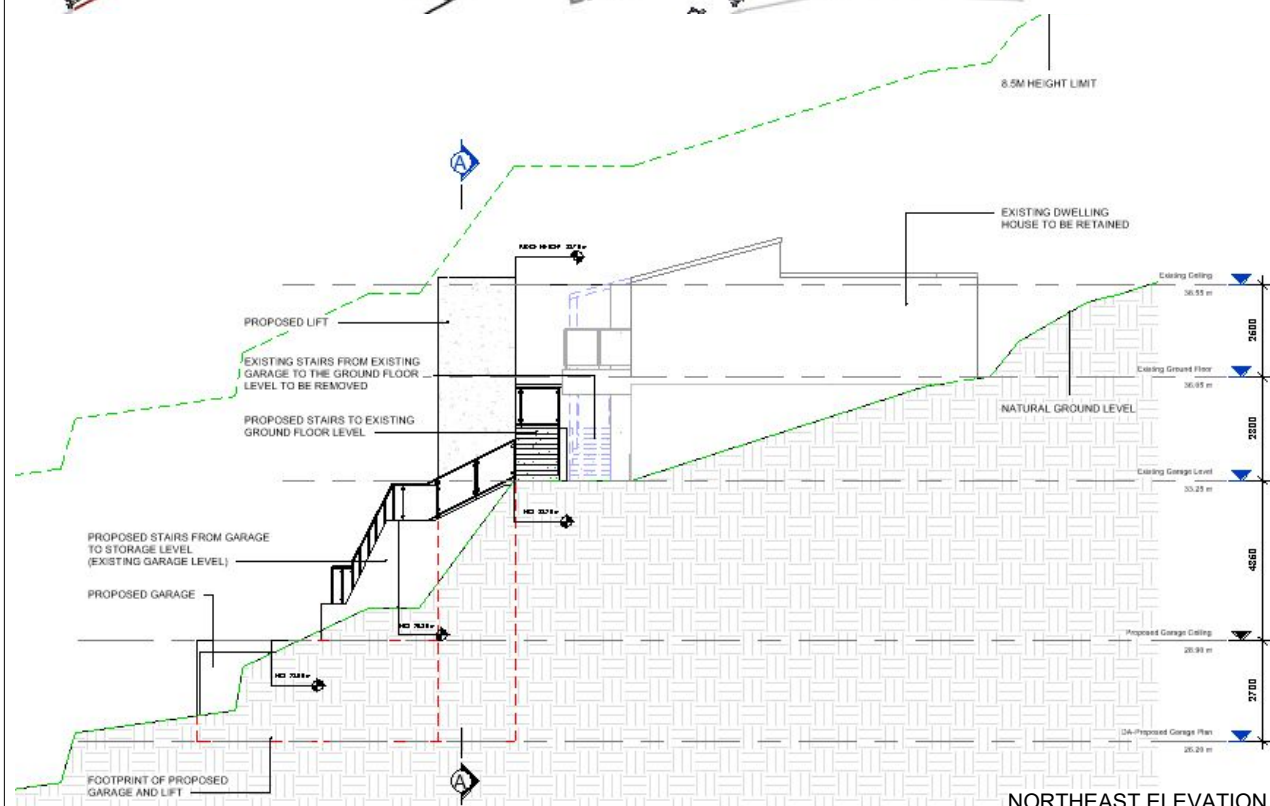 8.5M HEIGHT LIMIT
A
EXISTING DWELLING
HOUSE TO BE RETAINED
Existing Ceiling
2600
PROPOSED LIFT
EXISTING STAIRS FROM EXISTING
GARAGE TO THE GROUND FLOOR
LEVEL TO BE REMOVED
Existing Ground Floor
36.05 m
NATURAL GROUND LEVEL
PROPOSED STAIRS TO EXISTING
GROUND FLOOR LEVEL
2800
Existing Garage Level
33.25 m
PROPOSED STAIRS FROM GARAGE
TO STORAGE LEVEL
(EXISTING GARAGE LEVEL)
PROPOSED GARAGE
Proposed Garage Ceiling
28.90 m
2700
DA-Proposed Garage Plan
26.20 m
FOOTPRINT OF PROPOSED
GARAGE AND LIFT
A
NORTHEAST ELEVATION